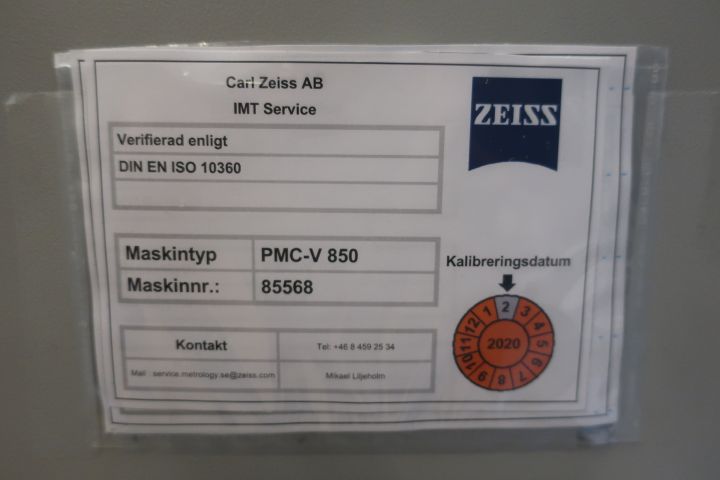 Carl Zeiss AB
IMT Service
ZEISS
Verifierad enligt
DIN EN ISO 10360
Maskintyp PMC-V 850
Maskinnr.: 85568
Kalibreringsdatum
1 2 3 4 5 6 7 8 9 10 11 12
2020
Kontakt Tel: +46 8 459 25 34
Mail service.metrology.se@zeiss.com Mikael Liljeholm